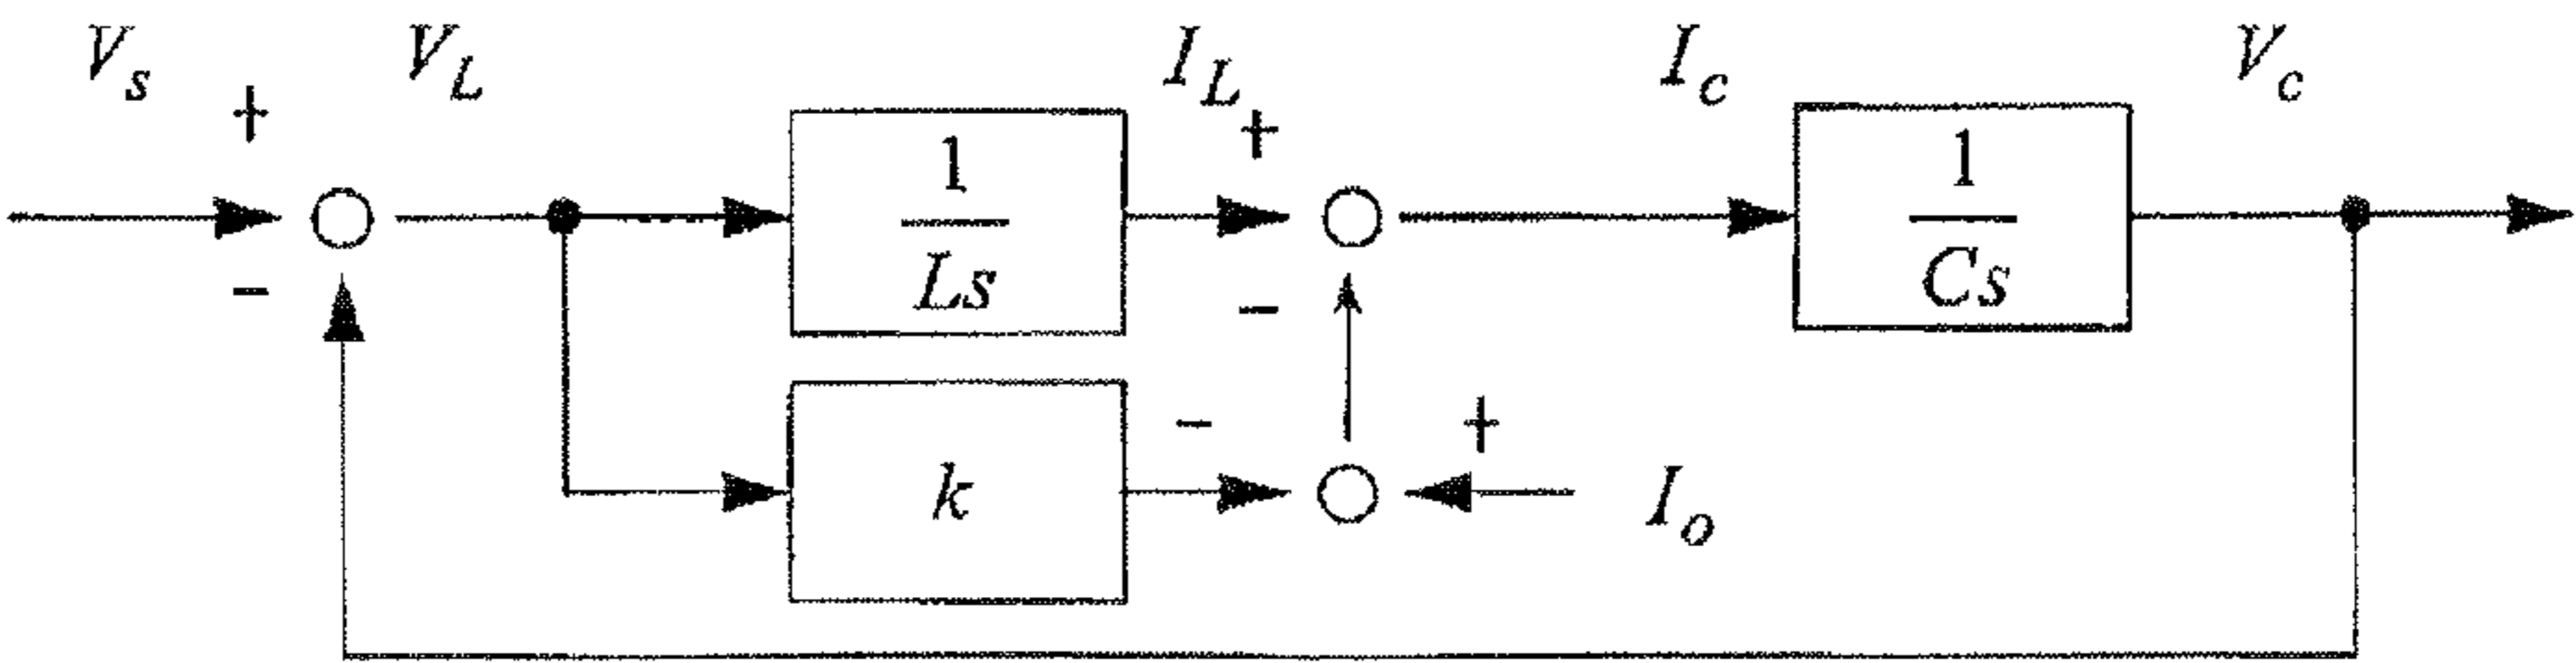 V_s + V_L I_L + I_c V_c
1/Ls
1/Cs
- -
k - + I_o